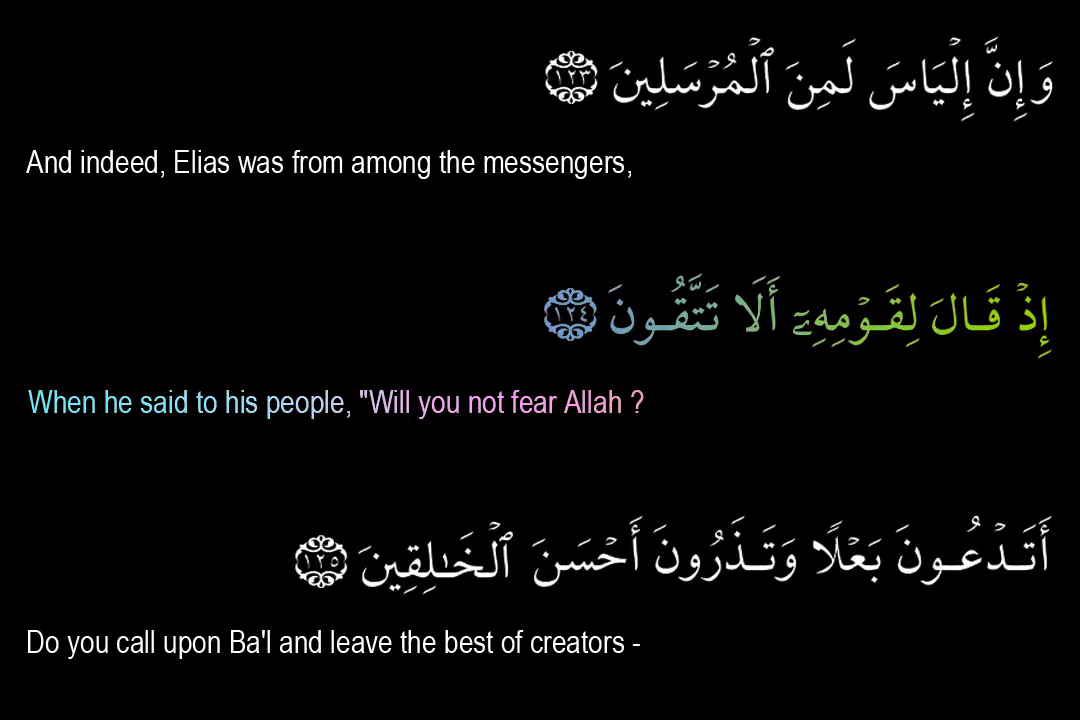 وَإِنَّ إِلْيَاسَ لَمِنَ ٱلْمُرْسَلِينَ ١٢٣
And indeed, Elias was from among the messengers,
إِذْ قَالَ لِقَوْمِهِۦٓ أَلَا تَتَّقُونَ ١٢٤
When he said to his people, "Will you not fear Allah ?
أَتَدْعُونَ بَعْلًا وَتَذَرُونَ أَحْسَنَ ٱلْخَـٰلِقِينَ ١٢٥
Do you call upon Ba'l and leave the best of creators -